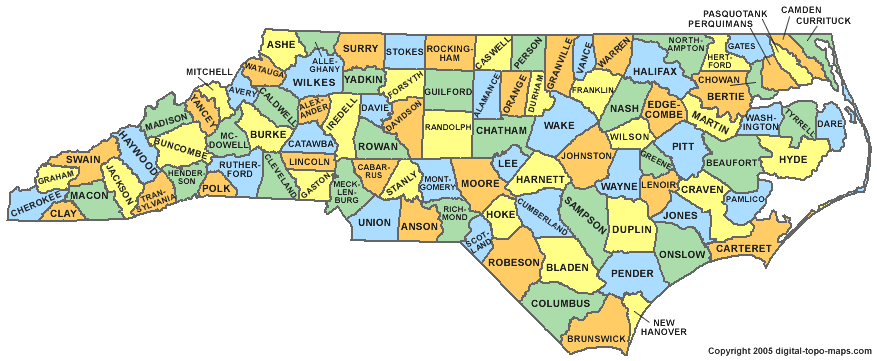 PASQUOTANK
PERQUIMANS
CAMDEN
CURRITUCK
ASHE
ALLE-
GHANY
SURRY
STOKES
ROCKING-
HAM
CASWELL
PERSON
GRANVILLE
VANCE
WARREN
NORTH-
AMPTON
HERT-
FORD
GATES
MITCHELL
WATAUGA
WILKES
YADKIN
FORSYTH
GUILFORD
ALAMANCE
ORANGE
DURHAM
FRANKLIN
HALIFAX
CHOWAN
BERTIE
AVERY
YANCEY
CALDWELL
ALEX-
ANDER
IREDELL
DAVIE
DAVIDSON
RANDOLPH
CHATHAM
WAKE
NASH
EDGE-
COMBE
MARTIN
WASH-
INGTON
TYRRELL
DARE
MADISON
BUNCOMBE
MC-
DOWELL
BURKE
CATAWBA
ROWAN
WILSON
PITT
BEAUFORT
HYDE
HAYWOOD
SWAIN
GRAHAM
JACKSON
HENDER-
SON
RUTHER-
FORD
LINCOLN
CLEVELAND
GASTON
CABAR-
RUS
STANLY
MONT-
GOMERY
MOORE
LEE
HARNETT
JOHNSTON
WAYNE
GREENE
LENOIR
CRAVEN
PAMLICO
CHEROKEE
CLAY
MACON
TRAN-
SYLVANIA
POLK
MECK-
LEN-
BURG
UNION
ANSON
RICH-
MOND
SCOT-
LAND
HOKE
CUMBERLAND
SAMPSON
DUPLIN
JONES
CARTERET
ONSLOW
ROBESON
BLADEN
PENDER
COLUMBUS
BRUNSWICK
NEW
HANOVER
Copyright 2005 digital-topo-maps.com